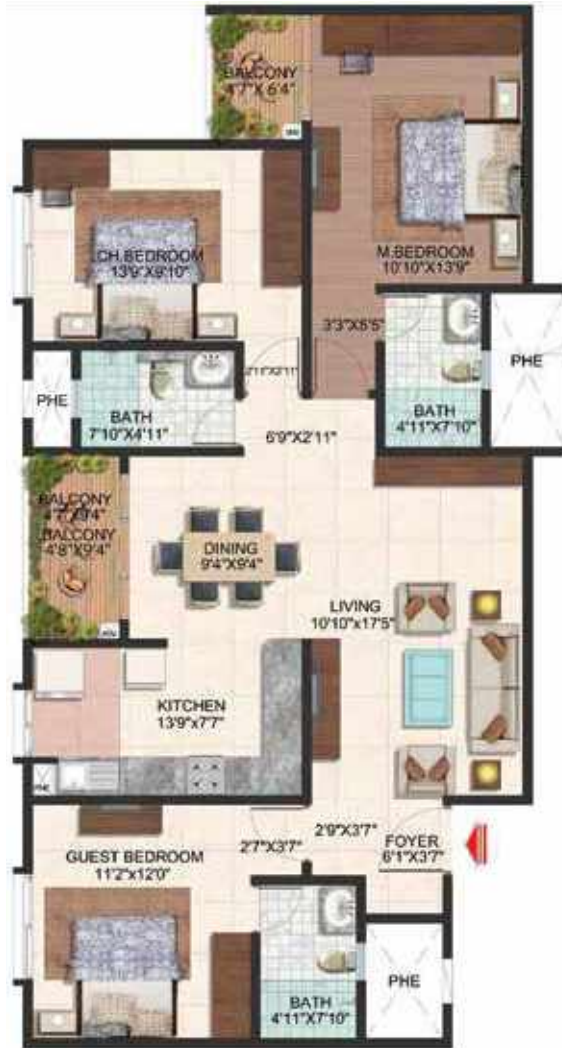 BALCONY
4'7"X 6'4"
CH.BEDROOM
13'9"X9'10"
M.BEDROOM
10'10"X13'9"
3'3"X5'5"
2'11"X2'11"
PHE
PHE
BATH
7'10"X4'11"
BATH
4'11"X7'10"
6'9"X2'11"
BALCONY
BALCONY
4'8"X9'4"
DINING
9'4"X9'4"
LIVING
10'10"x17'5"
KITCHEN
13'9"x7'7"
2'9"X3'7"
2'7"X3'7"
FOYER
6'1"X3'7"
GUEST BEDROOM
11'2"x12'0"
PHE
BATH
4'11"X7'10"